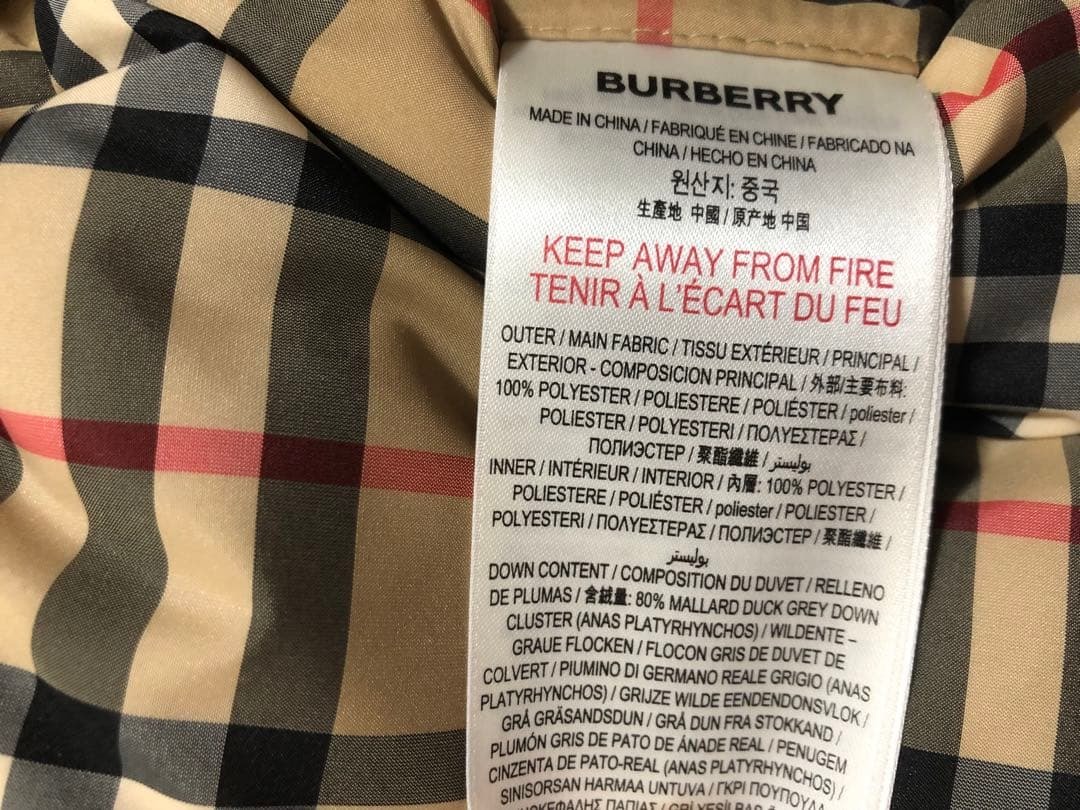 BURBERRY
MADE IN CHINA / FABRIQUÉ EN CHINE / FABRICADO NA
CHINA / HECHO EN CHINA
원산지: 중국
生產地 中國 / 原产地 中国
KEEP AWAY FROM FIRE
TENIR À L'ÉCART DU FEU
OUTER / MAIN FABRIC / TISSU EXTÉRIEUR / PRINCIPAL /
EXTERIOR - COMPOSICION PRINCIPAL / 外部/主要布料:
100% POLYESTER / POLIESTERE / POLIÉSTER / poliester /
POLIESTER / POLYESTERI / ΠΟΛΥΕΣΤΕΡΑΣ /
ПОЛИЭСТЕР / 聚酯纖維 / بوليستر
INNER / INTÉRIEUR / INTERIOR / 內層: 100% POLYESTER /
POLIESTERE / POLIÉSTER / poliester / POLIESTER /
POLYESTERI / ΠΟΛΥΕΣΤΕΡΑΣ / ПОЛИЭСТЕР / 聚酯纖維 /
بوليستر
DOWN CONTENT / COMPOSITION DU DUVET / RELLENO
DE PLUMAS / 含絨量: 80% MALLARD DUCK GREY DOWN
CLUSTER (ANAS PLATYRHYNCHOS) / WILDENTE –
GRAUE FLOCKEN / FLOCON GRIS DE DUVET DE
COLVERT / PIUMINO DI GERMANO REALE GRIGIO (ANAS
PLATYRHYNCHOS) / GRIJZE WILDE EENDENDONSVLOK /
GRÅ GRÄSANDSDUN / GRÅ DUN FRA STOKKAND /
PLUMÓN GRIS DE PATO DE ÁNADE REAL / PENUGEM
CINZENTA DE PATO-REAL (ANAS PLATYRHYNCHOS) /
SINISORSAN HARMAA UNTUVA / ΓΚΡΙ ΠΟΥΠΟΥΛΑ